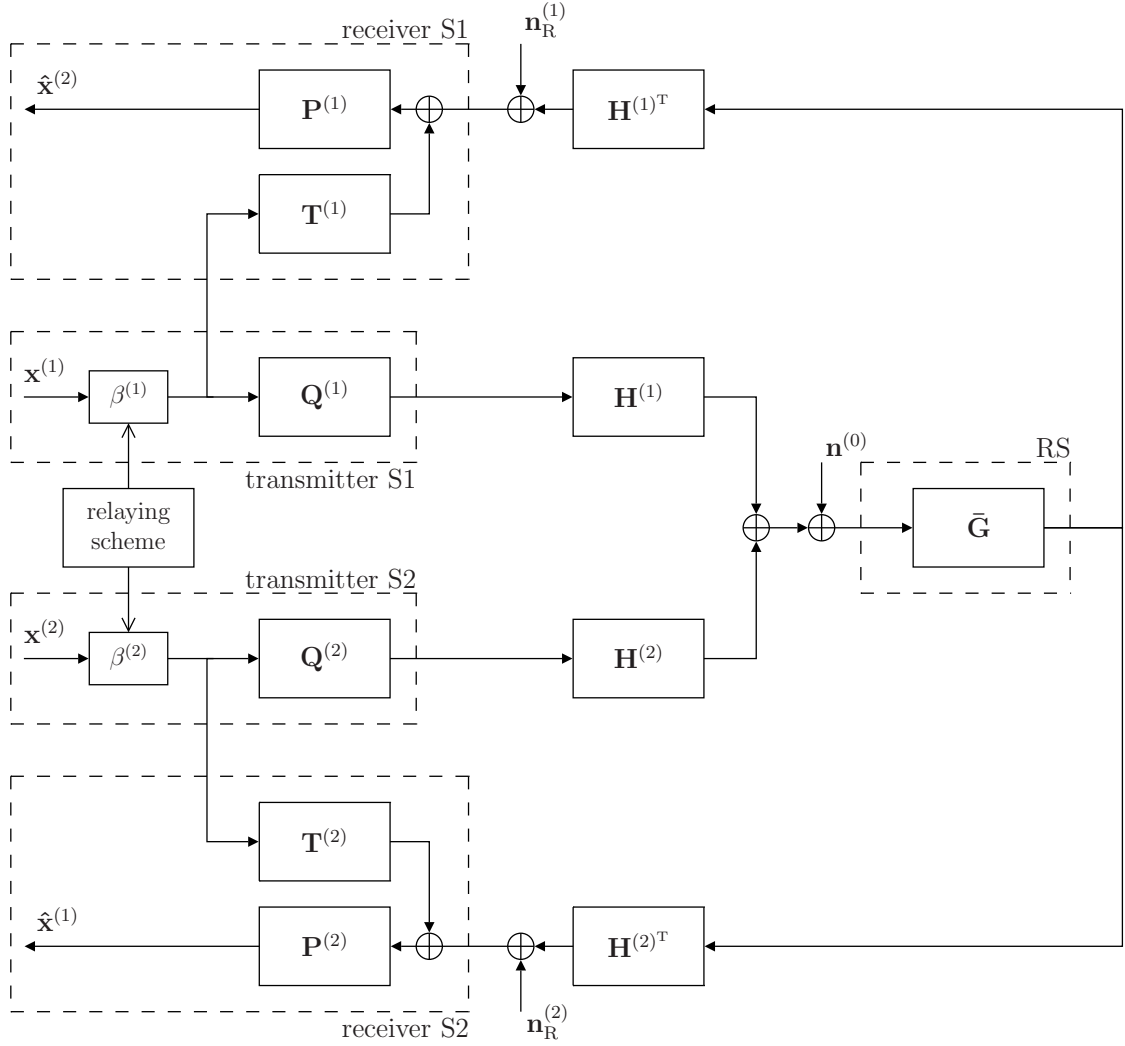 receiver S1
n_R^(1)
x̂^(2)
P^(1)
H^(1)^T
T^(1)
x^(1)
β^(1)
Q^(1)
H^(1)
transmitter S1
n^(0)
RS
relaying
scheme
Ḡ
transmitter S2
x^(2)
β^(2)
Q^(2)
H^(2)
T^(2)
x̂^(1)
P^(2)
H^(2)^T
n_R^(2)
receiver S2